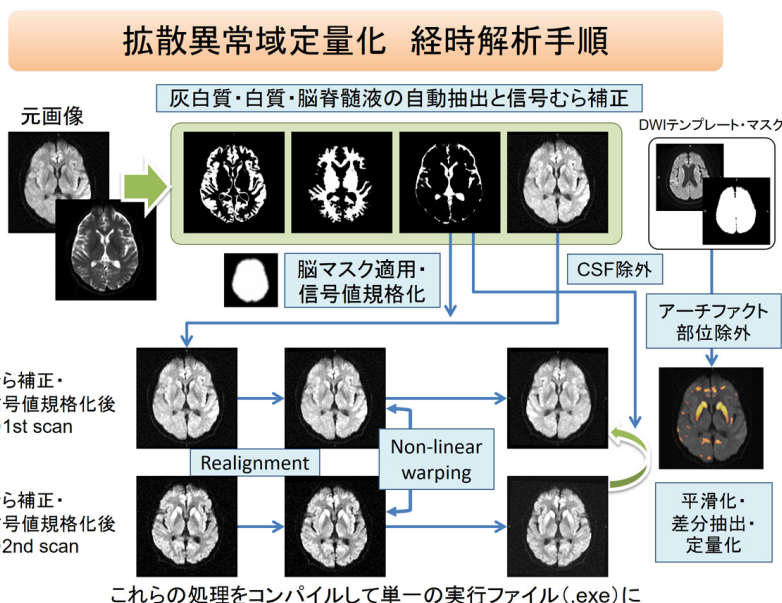 拡散異常域定量化 経時解析手順
灰白質・白質・脳脊髄液の自動抽出と信号むら補正
元画像
DWIテンプレート・マスク
脳マスク適用・
信号値規格化
CSF除外
アーチファクト
部位除外
ら補正・
号値規格化後
1st scan
Realignment
Non-linear
warping
ら補正・
号値規格化後
2nd scan
平滑化・
差分抽出・
定量化
これらの処理をコンパイルして単一の実行ファイル(.exe)に